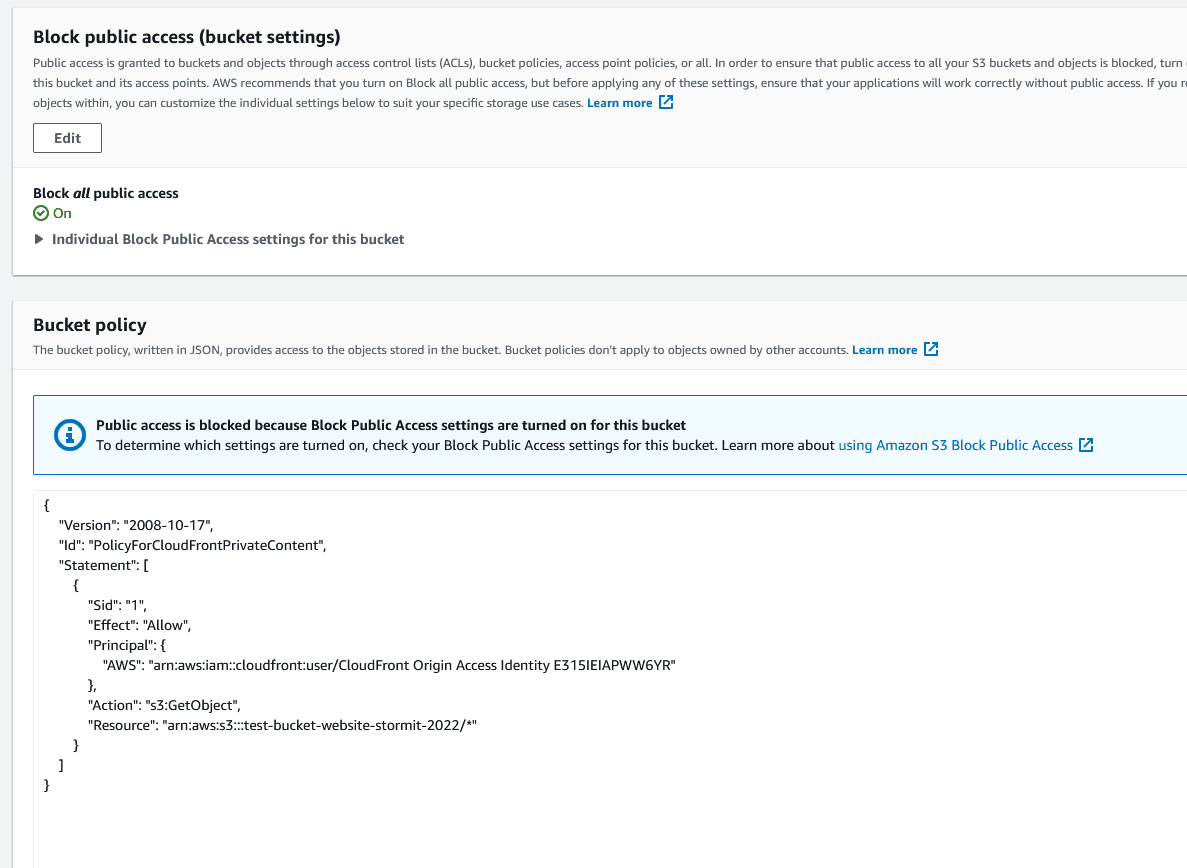 Block public access (bucket settings)
Public access is granted to buckets and objects through access control lists (ACLs), bucket policies, access point policies, or all. In order to ensure that public access to all your S3 buckets and objects is blocked, turn
this bucket and its access points. AWS recommends that you turn on Block all public access, but before applying any of these settings, ensure that your applications will work correctly without public access. If you
objects within, you can customize the individual settings below to suit your specific storage use cases. Learn more
Edit
Block all public access
On
Individual Block Public Access settings for this bucket
Bucket policy
The bucket policy, written in JSON, provides access to the objects stored in the bucket. Bucket policies don't apply to objects owned by other accounts. Learn more
Public access is blocked because Block Public Access settings are turned on for this bucket
To determine which settings are turned on, check your Block Public Access settings for this bucket. Learn more about using Amazon S3 Block Public Access
{
"Version": "2008-10-17",
"Id": "PolicyForCloudFrontPrivateContent",
"Statement": [
{
"Sid": "1",
"Effect": "Allow",
"Principal": {
"AWS": "arn:aws:iam::cloudfront:user/CloudFront Origin Access Identity E315IEIAPWW6YR"
},
"Action": "s3:GetObject",
"Resource": "arn:aws:s3:::test-bucket-website-stormit-2022/*"
}
]
}